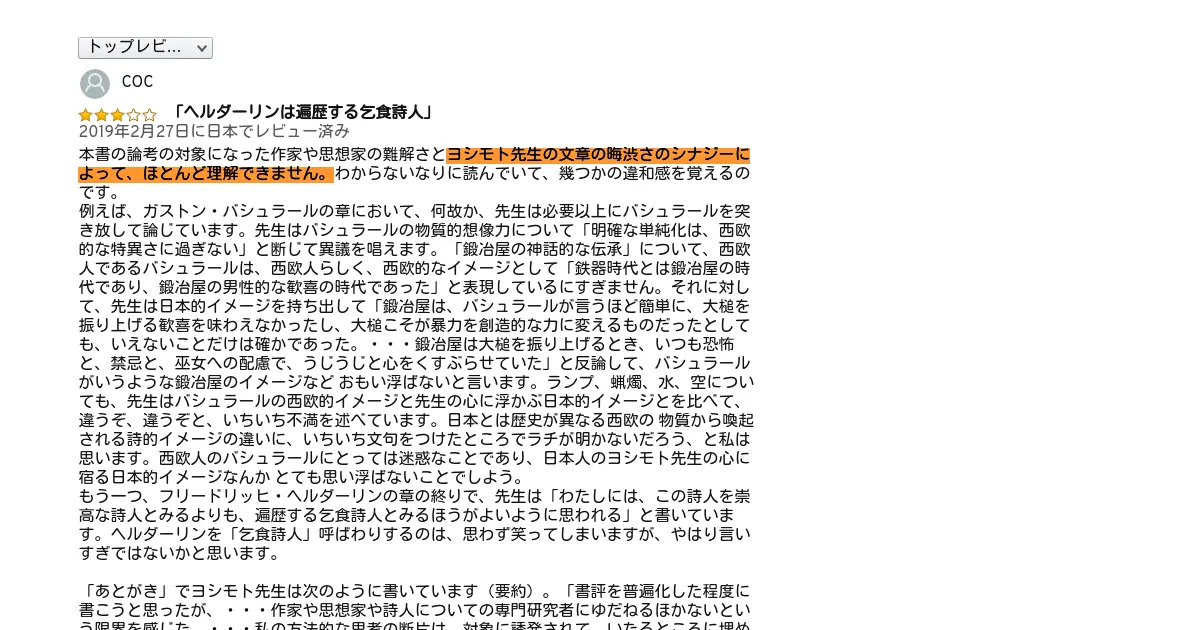 トップレビ...
COC
「ヘルダーリンは遍歴する乞食詩人」
2019年2月27日に日本でレビュー済み
本書の論考の対象になった作家や思想家の難解さとヨシモト先生の文章の晦渋さのシナジーに
よって、ほとんど理解できません。わからないなりに読んでいて、幾つかの違和感を覚えるの
です。
例えば、ガストン・バシュラールの章において、何故か、先生は必要以上にバシュラールを突
き放して論じています。先生はバシュラールの物質的想像力について「明確な単純化は、西欧
的な特異さに過ぎない」と断じて異議を唱えます。「鍛冶屋の神話的な伝承」について、西欧
人であるバシュラールは、西欧人らしく、西欧的なイメージとして「鉄器時代とは鍛冶屋の時
代であり、鍛冶屋の男性的な歓喜の時代であった」と表現しているにすぎません。それに対し
て、先生は日本的イメージを持ち出して「鍛冶屋は、バシュラールが言うほど簡単に、大槌を
振り上げる歓喜を味わえなかったし、大槌こそが暴力を創造的な力に変えるものだったとして
も、いえないことだけは確かであった。・・・鍛冶屋は大槌を振り上げるとき、いつも恐怖
と、禁忌と、巫女への配慮で、うじうじと心をくすぶらせていた」と反論して、バシュラール
がいうような鍛冶屋のイメージなど おもい浮ばないと言います。ランプ、蝋燭、水、空につい
ても、先生はバシュラールの西欧的イメージと先生の心に浮かぶ日本的イメージとを比べて、
違うぞ、違うぞと、いちいち不満を述べています。日本とは歴史が異なる西欧の 物質から喚起
される詩的イメージの違いに、いちいち文句をつけたところでラチが明かないだろう、と私は
思います。西欧人のバシュラールにとっては迷惑なことであり、日本人のヨシモト先生の心に
宿る日本的イメージなんか とても思い浮ばないことでしよう。
もう一つ、フリードリッヒ・ヘルダーリンの章の終りで、先生は「わたしには、この詩人を崇
高な詩人とみるよりも、遍歴する乞食詩人とみるほうがよいように思われる」と書いていま
す。ヘルダーリンを「乞食詩人」呼ばわりするのは、思わず笑ってしまいますが、やはり言い
すぎではないかと思います。
「あとがき」でヨシモト先生は次のように書いています（要約）。「書評を普遍化した程度に
書こうと思ったが、・・・作家や思想家や詩人についての専門研究者にゆだねるほかないとい
う限界を感じた。・・・私の方法的な思考の断片は、対象に誘発されて、いたるところに埋め